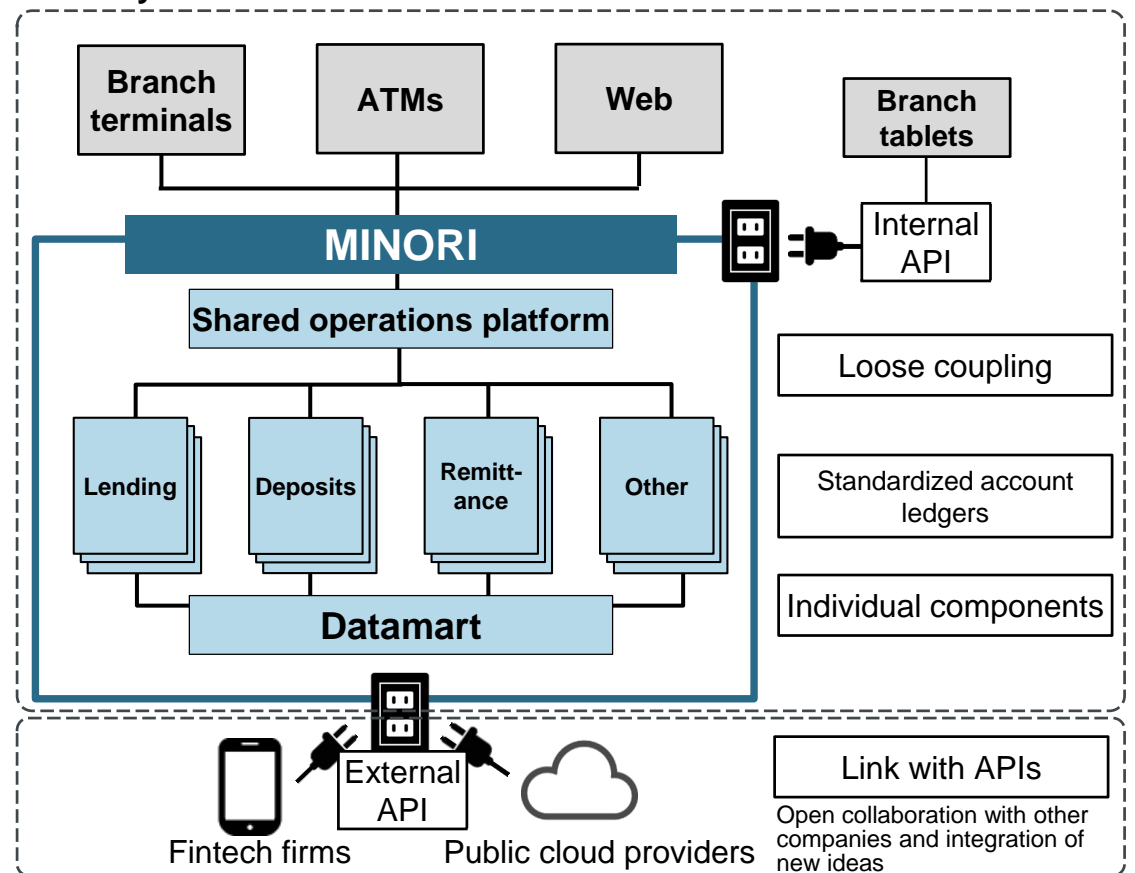 Branch
terminals
ATMs
Web
Branch
tablets
MINORI
Internal
API
Shared operations platform
Loose coupling
Lending
Deposits
Remitt-
ance
Other
Standardized account
ledgers
Individual components
Datamart
External
API
Fintech firms
Public cloud providers
Link with APIs
Open collaboration with other
companies and integration of
new ideas